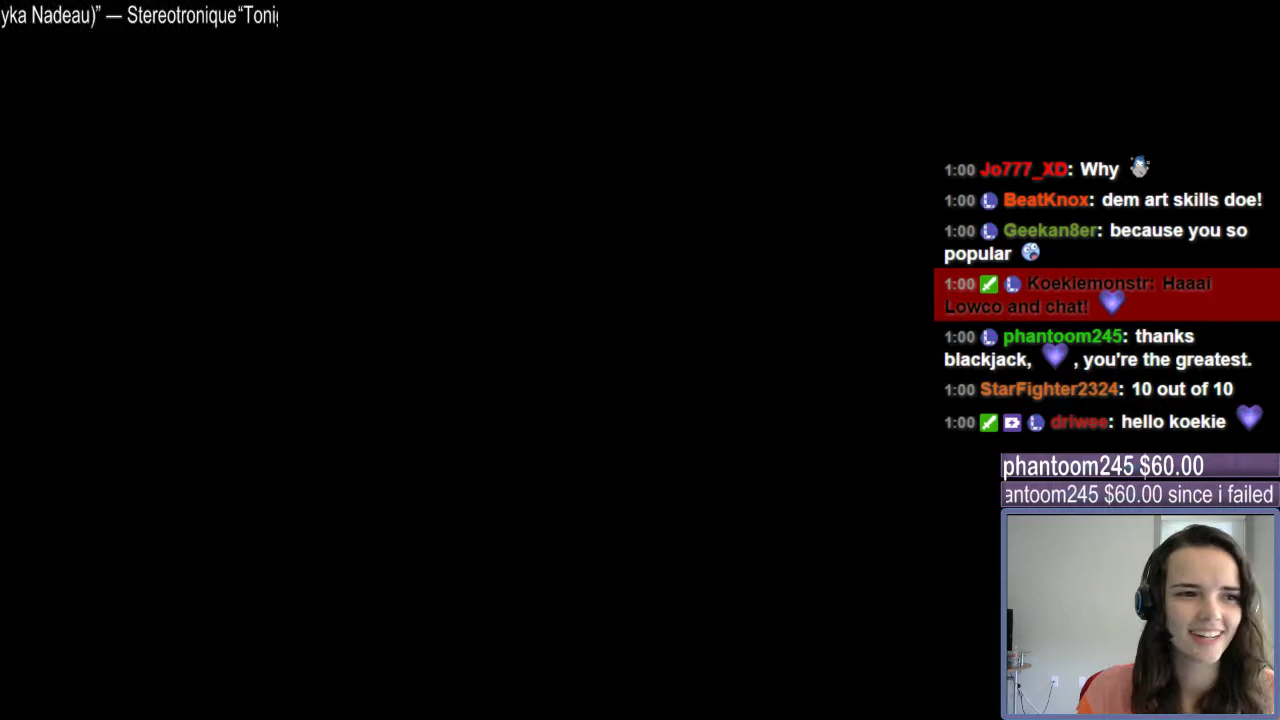 yka Nadeau)” — Stereotronique “Toni
1:00 Jo777_XD: Why
1:00 BeatKnox: dem art skills doe!
1:00 Geekan8er: because you so
popular
1:00 Koekiemonstr: Haaai
Lowco and chat!
1:00 phantoom245: thanks
blackjack, , you're the greatest.
1:00 StarFighter2324: 10 out of 10
1:00 driwee: hello koekie
phantoom245 $60.00
antoom245 $60.00 since i failed